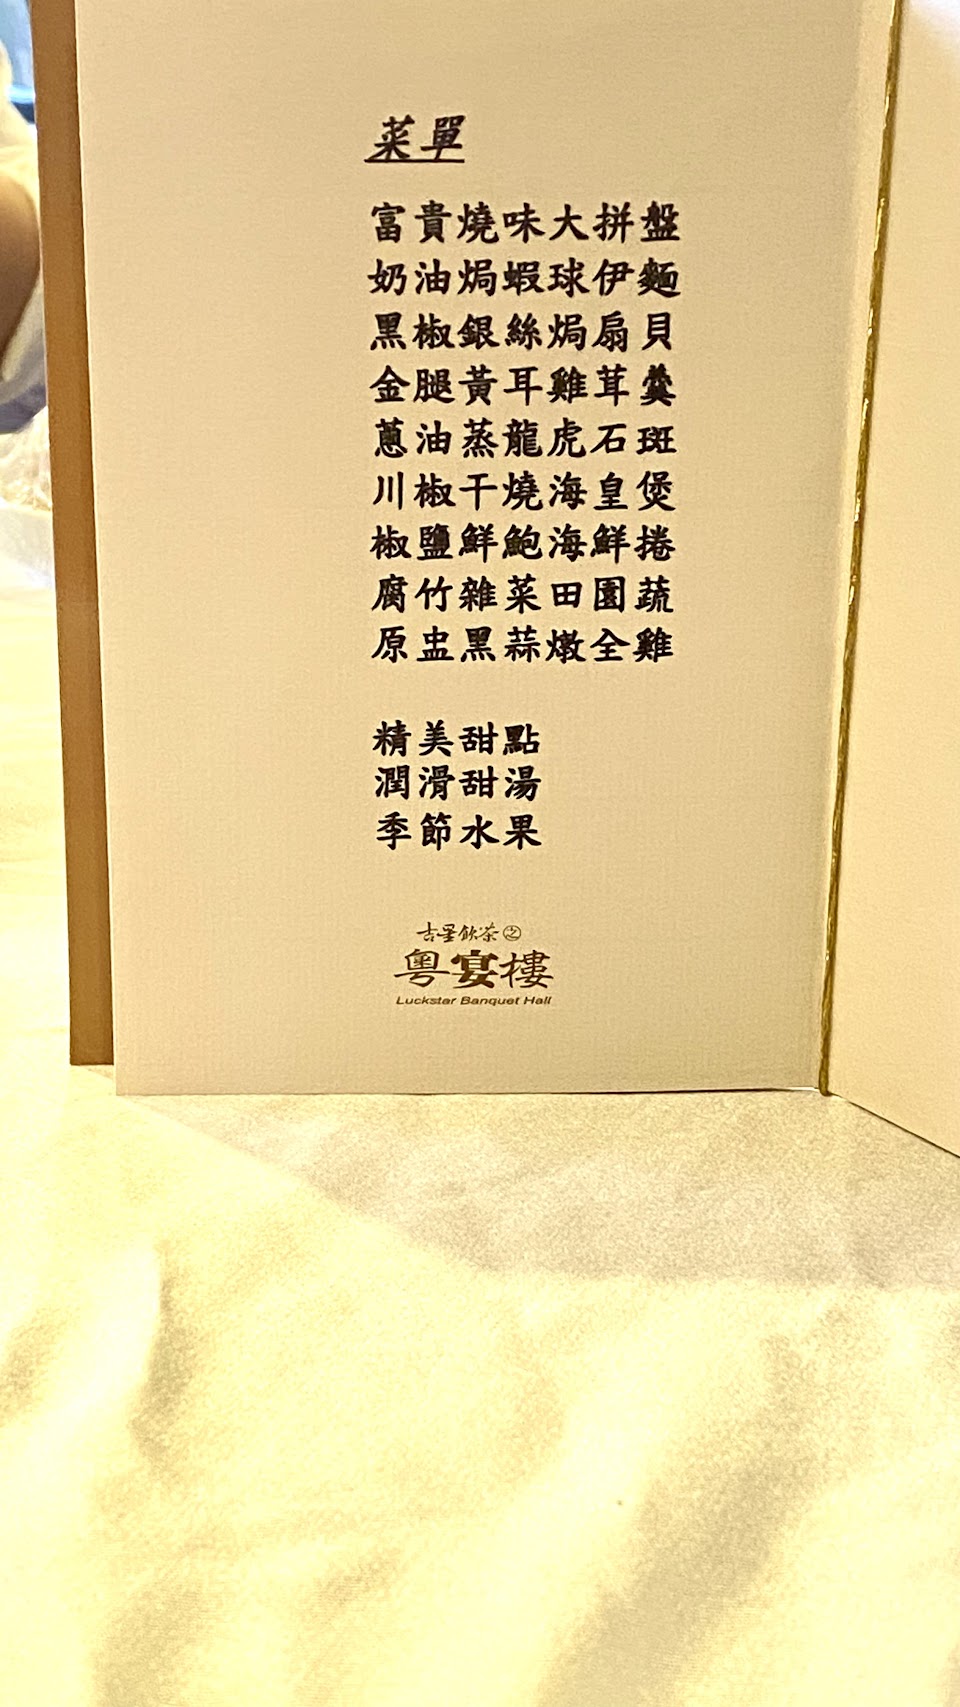 菜單
富貴燒味大拼盤
奶油焗蝦球伊麵
黑椒銀絲焗扇貝
金腿黃耳雞茸羹
蔥油蒸龍虎石斑
川椒干燒海皇煲
椒鹽鮮鮑海鮮捲
腐竹雜菜田園蔬
原盅黑蒜燉全雞
精美甜點
潤滑甜湯
季節水果
吉星飲茶之
粵宴樓
Luckstar Banquet Hall